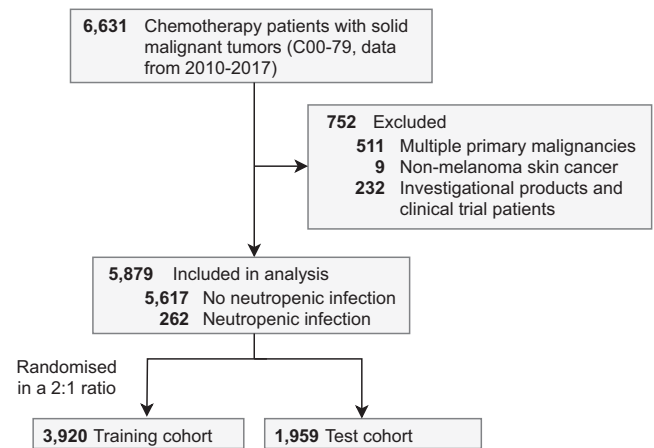 6,631 Chemotherapy patients with solid
malignant tumors (C00-79, data
from 2010-2017)
752 Excluded
511 Multiple primary malignancies
9 Non-melanoma skin cancer
232 Investigational products and
clinical trial patients
5,879 Included in analysis
5,617 No neutropenic infection
262 Neutropenic infection
Randomised
in a 2:1 ratio
3,920 Training cohort
1,959 Test cohort